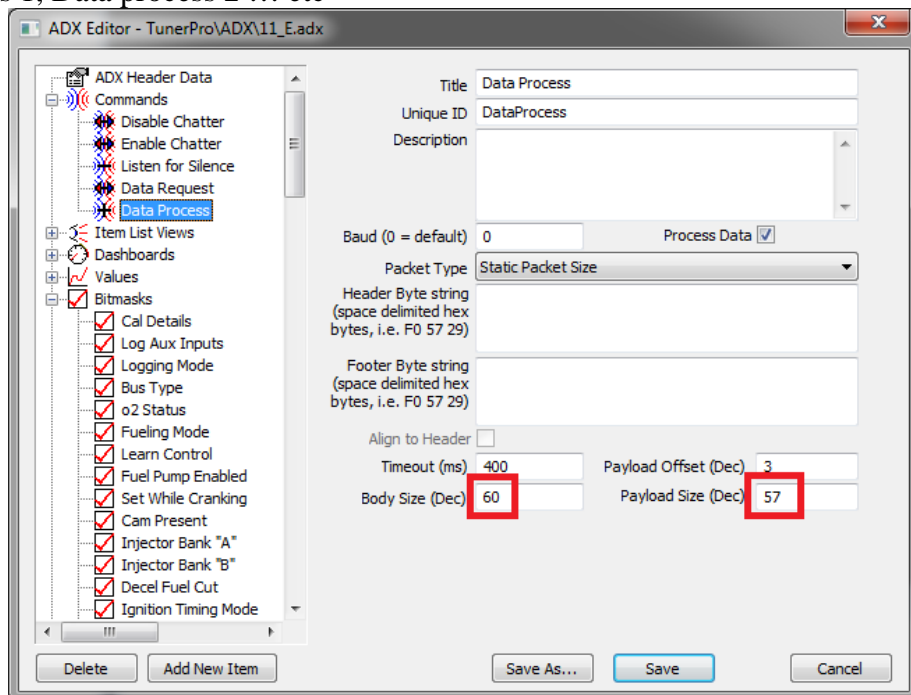 s 1, Data process 2 ... etc
ADX Editor - TunerPro\ADX\11_E.adx
ADX Header Data
Commands
Disable Chatter
Enable Chatter
Listen for Silence
Data Request
Data Process
Item List Views
Dashboards
Values
Bitmasks
Cal Details
Log Aux Inputs
Logging Mode
Bus Type
o2 Status
Fueling Mode
Learn Control
Fuel Pump Enabled
Set While Cranking
Cam Present
Injector Bank "A"
Injector Bank "B"
Decel Fuel Cut
Ignition Timing Mode
Title Data Process
Unique ID DataProcess
Description
Baud (0 = default) 0 Process Data
Packet Type Static Packet Size
Header Byte string
(space delimited hex
bytes, i.e. F0 57 29)
Footer Byte string
(space delimited hex
bytes, i.e. F0 57 29)
Align to Header
Timeout (ms) 400 Payload Offset (Dec) 3
Body Size (Dec) 60 Payload Size (Dec) 57
Delete Add New Item Save As... Save Cancel